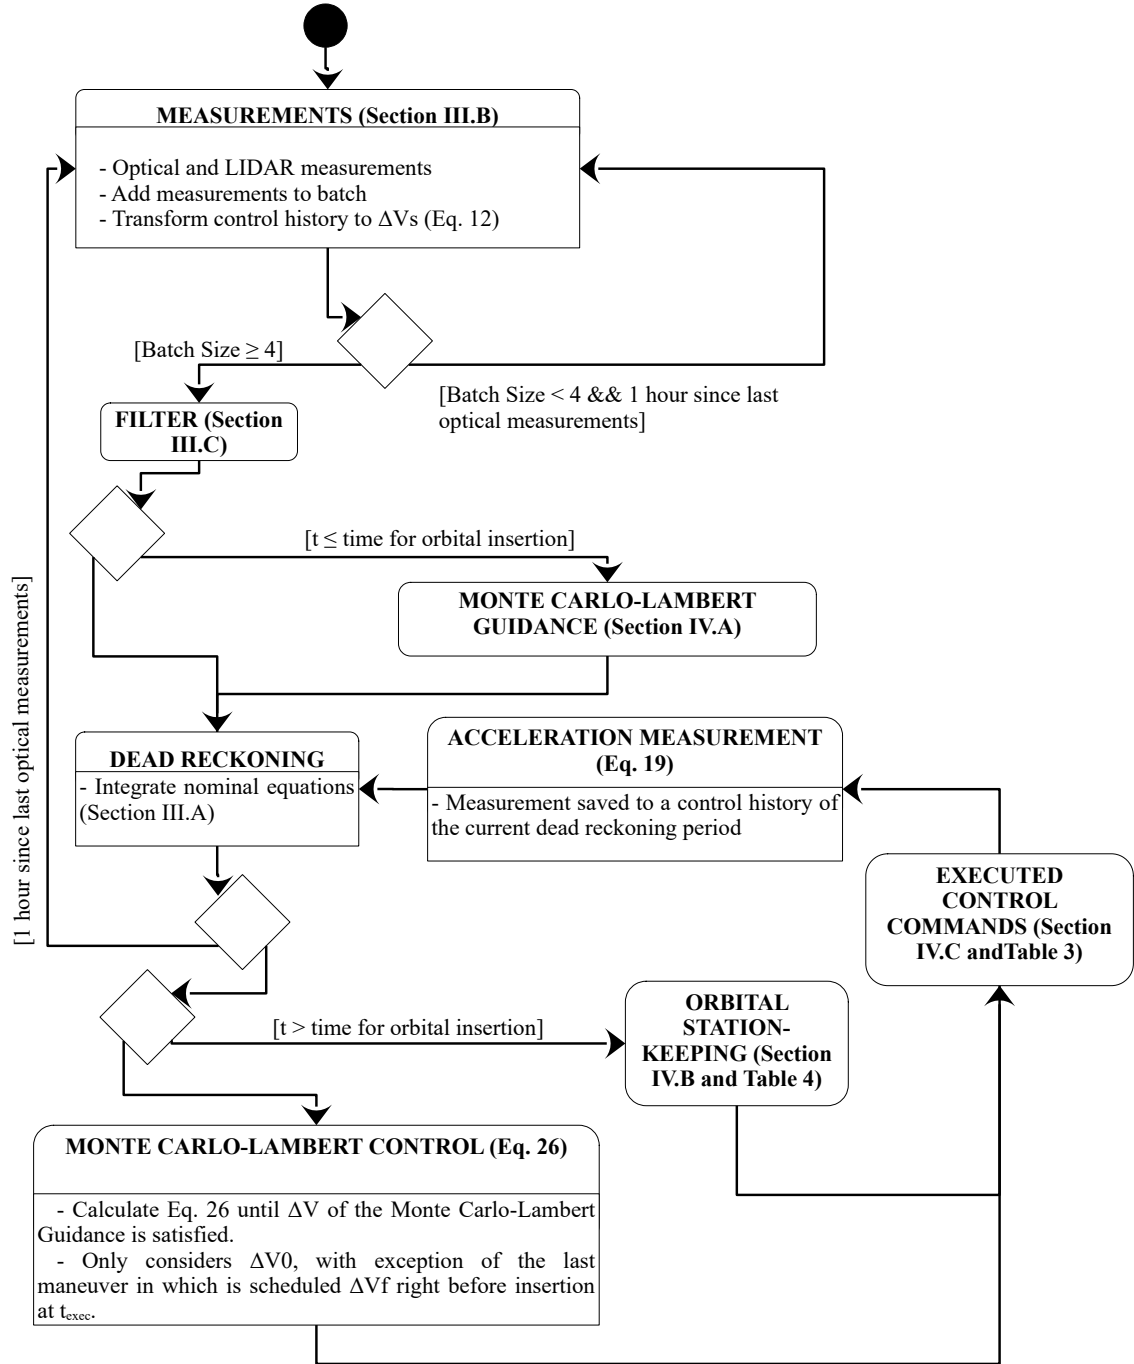 MEASUREMENTS (Section III.B)
- Optical and LIDAR measurements
- Add measurements to batch
- Transform control history to ΔVs (Eq. 12)
[Batch Size ≥ 4]
[Batch Size < 4 && 1 hour since last
optical measurements]
FILTER (Section
III.C)
[t ≤ time for orbital insertion]
MONTE CARLO-LAMBERT
GUIDANCE (Section IV.A)
[1 hour since last optical measurements]
DEAD RECKONING
- Integrate nominal equations
(Section III.A)
ACCELERATION MEASUREMENT
(Eq. 19)
- Measurement saved to a control history of
the current dead reckoning period
EXECUTED
CONTROL
COMMANDS (Section
IV.C andTable 3)
[t > time for orbital insertion]
ORBITAL
STATION-
KEEPING (Section
IV.B and Table 4)
MONTE CARLO-LAMBERT CONTROL (Eq. 26)
- Calculate Eq. 26 until ΔV of the Monte Carlo-Lambert
Guidance is satisfied.
- Only considers ΔV0, with exception of the last
maneuver in which is scheduled ΔVf right before insertion
at t_exec.